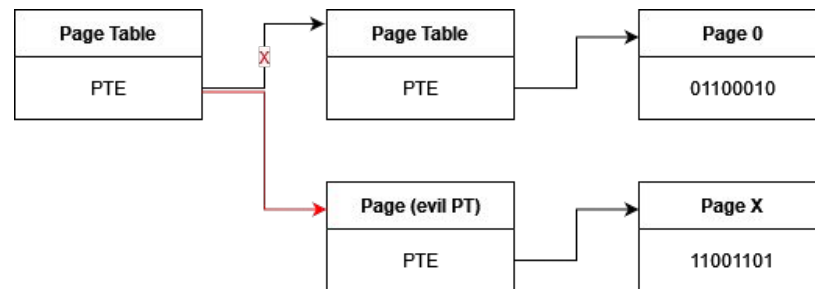 Page Table
PTE
X
Page Table
PTE
Page 0
01100010
Page (evil PT)
PTE
Page X
11001101